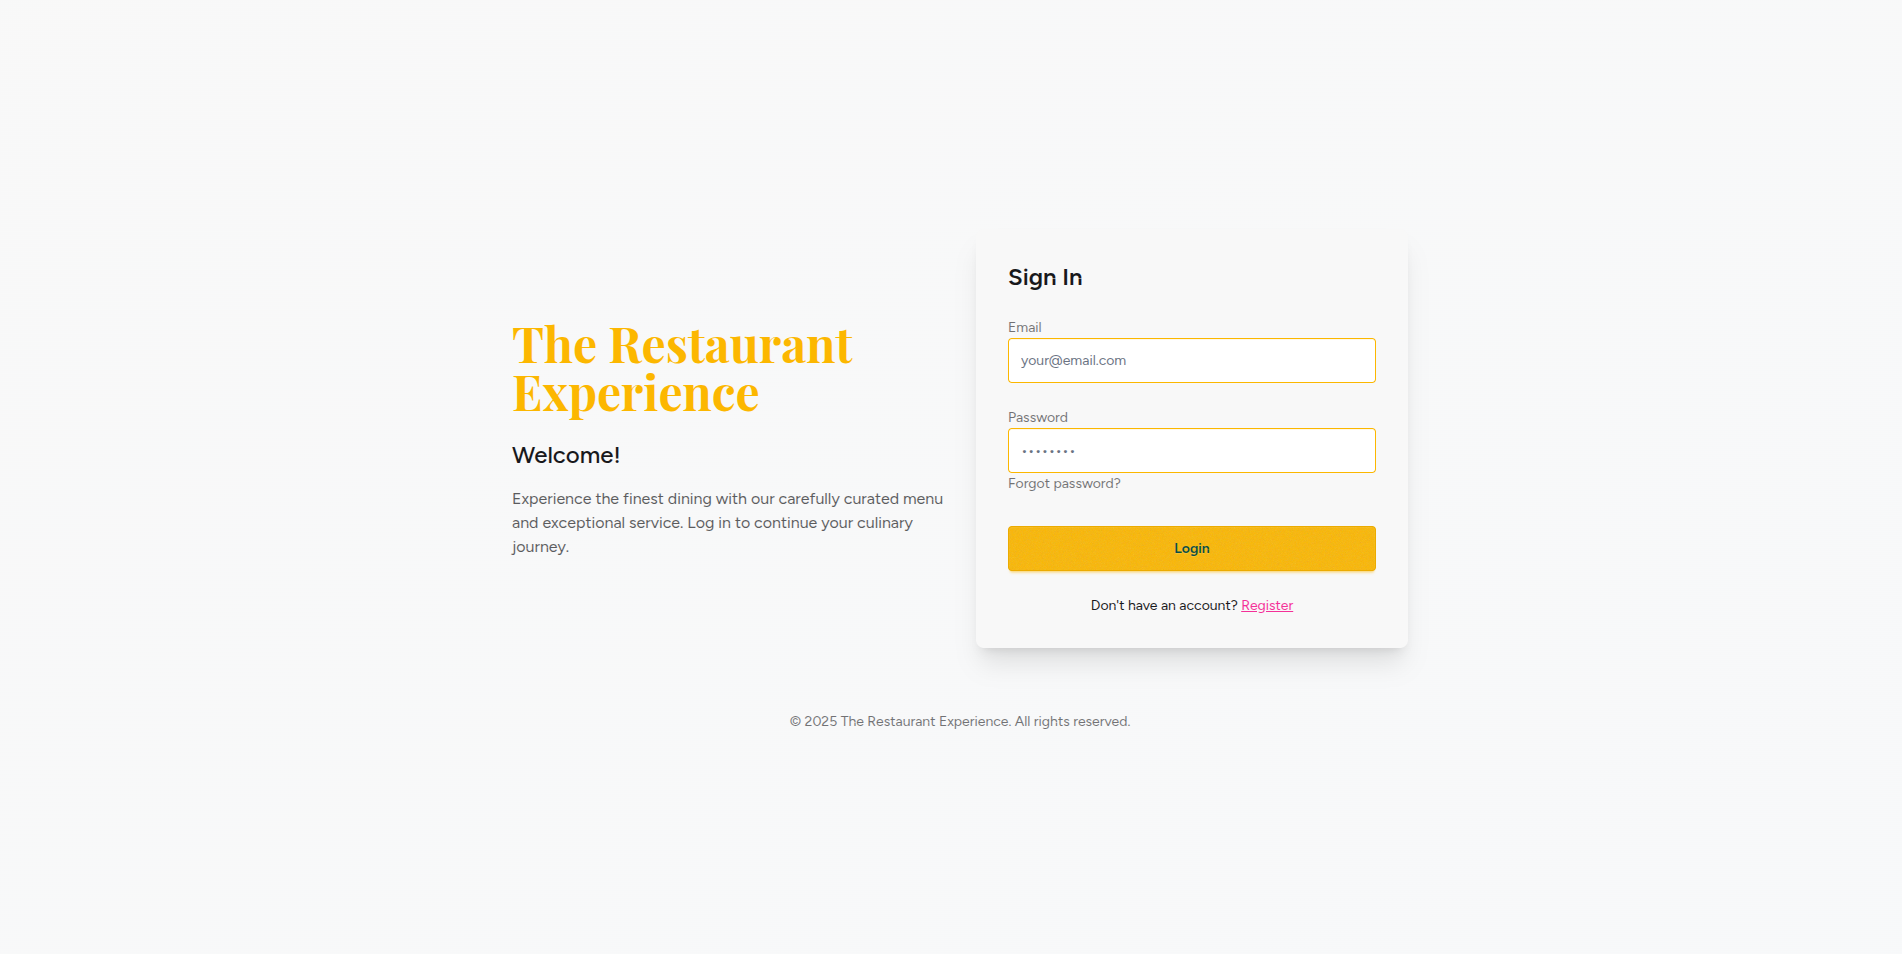 The Restaurant
Experience
Welcome!
Experience the finest dining with our carefully curated menu
and exceptional service. Log in to continue your culinary
journey.
Sign In
Email
your@email.com
Password
••••••••
Forgot password?
Login
Don't have an account? Register
© 2025 The Restaurant Experience. All rights reserved.